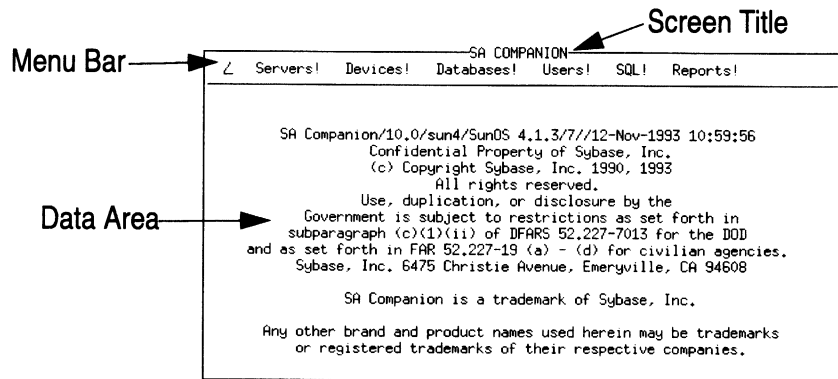 Screen Title
SA COMPANION
Menu Bar
∠ Servers! Devices! Databases! Users! SQL! Reports!
SA Companion/10.0/sun4/SunOS 4.1.3/7//12-Nov-1993 10:59:56
Confidential Property of Sybase, Inc.
(c) Copyright Sybase, Inc. 1990, 1993
All rights reserved.
Use, duplication, or disclosure by the
Data Area
Government is subject to restrictions as set forth in
subparagraph (c)(1)(ii) of DFARS 52.227-7013 for the DOD
and as set forth in FAR 52.227-19 (a) - (d) for civilian agencies.
Sybase, Inc. 6475 Christie Avenue, Emeryville, CA 94608
SA Companion is a trademark of Sybase, Inc.
Any other brand and product names used herein may be trademarks
or registered trademarks of their respective companies.